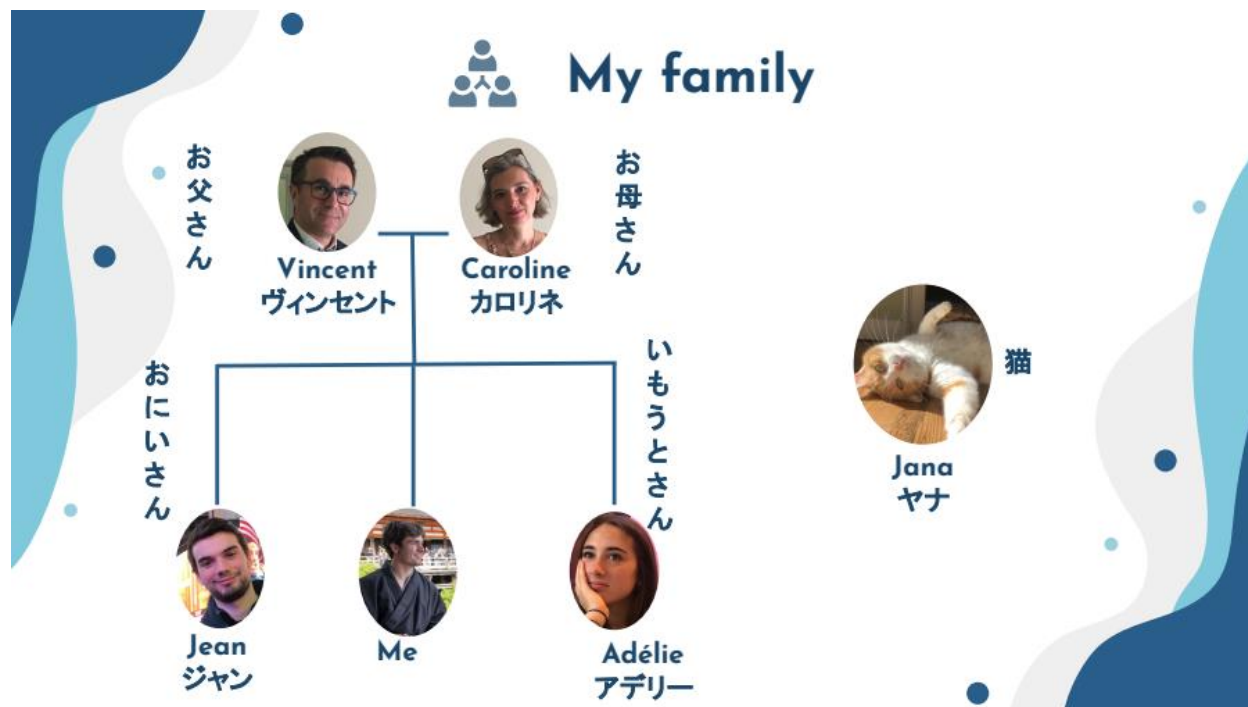 My family
お父さん
Vincent
ヴィンセント
Caroline
カロリネ
お母さん
おにいさん
いもうとさん
猫
Jana
ヤナ
Jean
ジャン
Me
Adélie
アデリー